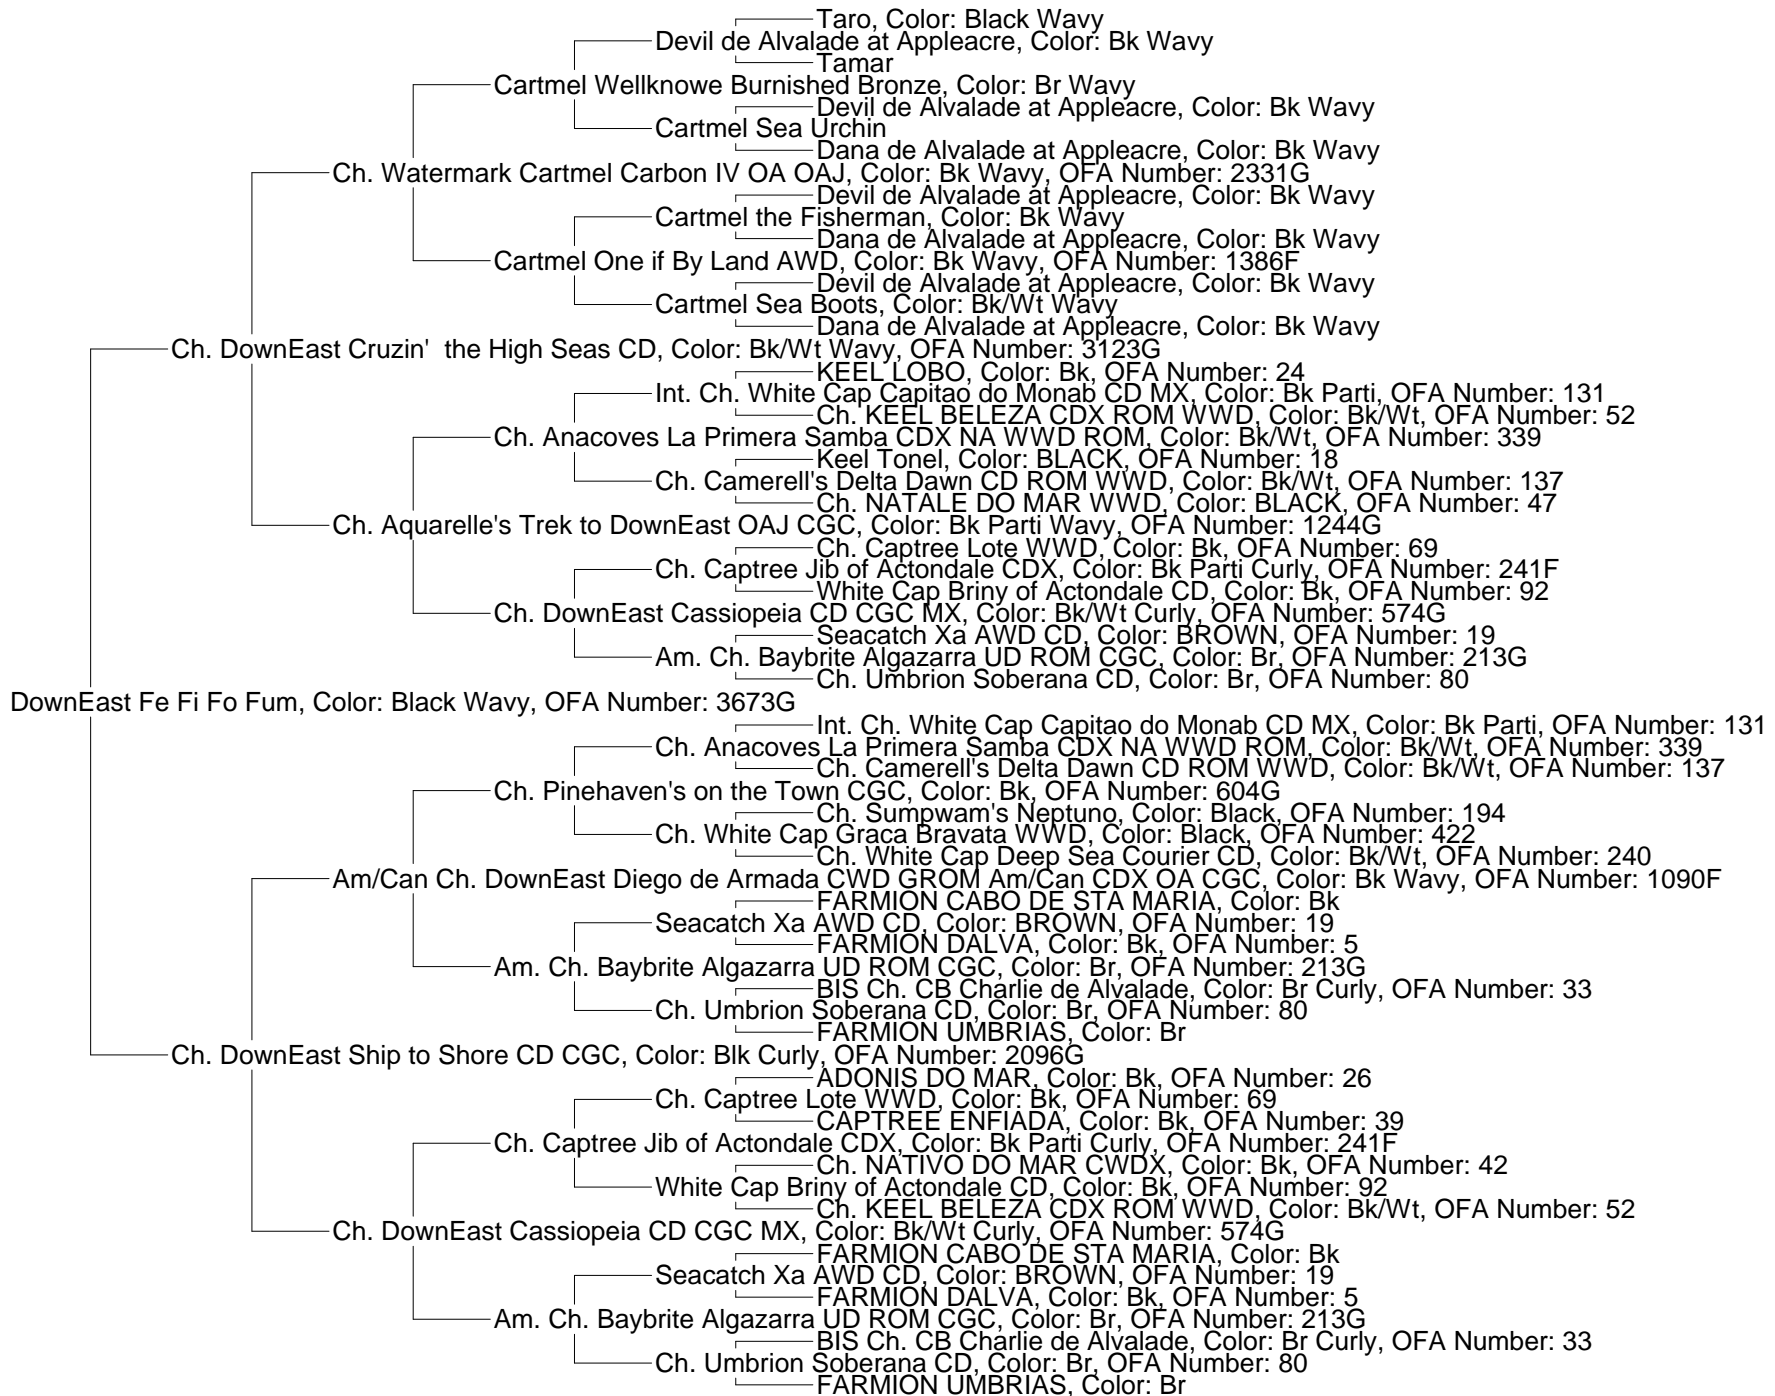 Taro, Color: Black Wavy
Devil de Alvalade at Appleacre, Color: Bk Wavy
Tamar
Cartmel Wellknowe Burnished Bronze, Color: Br Wavy
Devil de Alvalade at Appleacre, Color: Bk Wavy
Cartmel Sea Urchin
Dana de Alvalade at Appleacre, Color: Bk Wavy
Ch. Watermark Cartmel Carbon IV OA OAJ, Color: Bk Wavy, OFA Number: 2331G
Devil de Alvalade at Appleacre, Color: Bk Wavy
Cartmel the Fisherman, Color: Bk Wavy
Dana de Alvalade at Appleacre, Color: Bk Wavy
Cartmel One if By Land AWD, Color: Bk Wavy, OFA Number: 1386F
Devil de Alvalade at Appleacre, Color: Bk Wavy
Cartmel Sea Boots, Color: Bk/Wt Wavy
Dana de Alvalade at Appleacre, Color: Bk Wavy
Ch. DownEast Cruzin'  the High Seas CD, Color: Bk/Wt Wavy, OFA Number: 3123G
KEEL LOBO, Color: Bk, OFA Number: 24
Int. Ch. White Cap Capitao do Monab CD MX, Color: Bk Parti, OFA Number: 131
Ch. KEEL BELEZA CDX ROM WWD, Color: Bk/Wt, OFA Number: 52
Ch. Anacoves La Primera Samba CDX NA WWD ROM, Color: Bk/Wt, OFA Number: 339
Keel Tonel, Color: BLACK, OFA Number: 18
Ch. Camerell's Delta Dawn CD ROM WWD, Color: Bk/Wt, OFA Number: 137
Ch. NATALE DO MAR WWD, Color: BLACK, OFA Number: 47
Ch. Aquarelle's Trek to DownEast OAJ CGC, Color: Bk Parti Wavy, OFA Number: 1244G
Ch. Captree Lote WWD, Color: Bk, OFA Number: 69
Ch. Captree Jib of Actondale CDX, Color: Bk Parti Curly, OFA Number: 241F
White Cap Briny of Actondale CD, Color: Bk, OFA Number: 92
Ch. DownEast Cassiopeia CD CGC MX, Color: Bk/Wt Curly, OFA Number: 574G
Seacatch Xa AWD CD, Color: BROWN, OFA Number: 19
Am. Ch. Baybrite Algazarra UD ROM CGC, Color: Br, OFA Number: 213G
Ch. Umbrion Soberana CD, Color: Br, OFA Number: 80
DownEast Fe Fi Fo Fum, Color: Black Wavy, OFA Number: 3673G
Int. Ch. White Cap Capitao do Monab CD MX, Color: Bk Parti, OFA Number: 131
Ch. Anacoves La Primera Samba CDX NA WWD ROM, Color: Bk/Wt, OFA Number: 339
Ch. Camerell's Delta Dawn CD ROM WWD, Color: Bk/Wt, OFA Number: 137
Ch. Pinehaven's on the Town CGC, Color: Bk, OFA Number: 604G
Ch. Sumpwam's Neptuno, Color: Black, OFA Number: 194
Ch. White Cap Graca Bravata WWD, Color: Black, OFA Number: 422
Ch. White Cap Deep Sea Courier CD, Color: Bk/Wt, OFA Number: 240
Am/Can Ch. DownEast Diego de Armada CWD GROM Am/Can CDX OA CGC, Color: Bk Wavy, OFA Number: 1090F
FARMION CABO DE STA MARIA, Color: Bk
Seacatch Xa AWD CD, Color: BROWN, OFA Number: 19
FARMION DALVA, Color: Bk, OFA Number: 5
Am. Ch. Baybrite Algazarra UD ROM CGC, Color: Br, OFA Number: 213G
BIS Ch. CB Charlie de Alvalade, Color: Br Curly, OFA Number: 33
Ch. Umbrion Soberana CD, Color: Br, OFA Number: 80
FARMION UMBRIAS, Color: Br
Ch. DownEast Ship to Shore CD CGC, Color: Blk Curly, OFA Number: 2096G
ADONIS DO MAR, Color: Bk, OFA Number: 26
Ch. Captree Lote WWD, Color: Bk, OFA Number: 69
CAPTREE ENFIADA, Color: Bk, OFA Number: 39
Ch. Captree Jib of Actondale CDX, Color: Bk Parti Curly, OFA Number: 241F
Ch. NATIVO DO MAR CWDX, Color: Bk, OFA Number: 42
White Cap Briny of Actondale CD, Color: Bk, OFA Number: 92
Ch. KEEL BELEZA CDX ROM WWD, Color: Bk/Wt, OFA Number: 52
Ch. DownEast Cassiopeia CD CGC MX, Color: Bk/Wt Curly, OFA Number: 574G
FARMION CABO DE STA MARIA, Color: Bk
Seacatch Xa AWD CD, Color: BROWN, OFA Number: 19
FARMION DALVA, Color: Bk, OFA Number: 5
Am. Ch. Baybrite Algazarra UD ROM CGC, Color: Br, OFA Number: 213G
BIS Ch. CB Charlie de Alvalade, Color: Br Curly, OFA Number: 33
Ch. Umbrion Soberana CD, Color: Br, OFA Number: 80
FARMION UMBRIAS, Color: Br